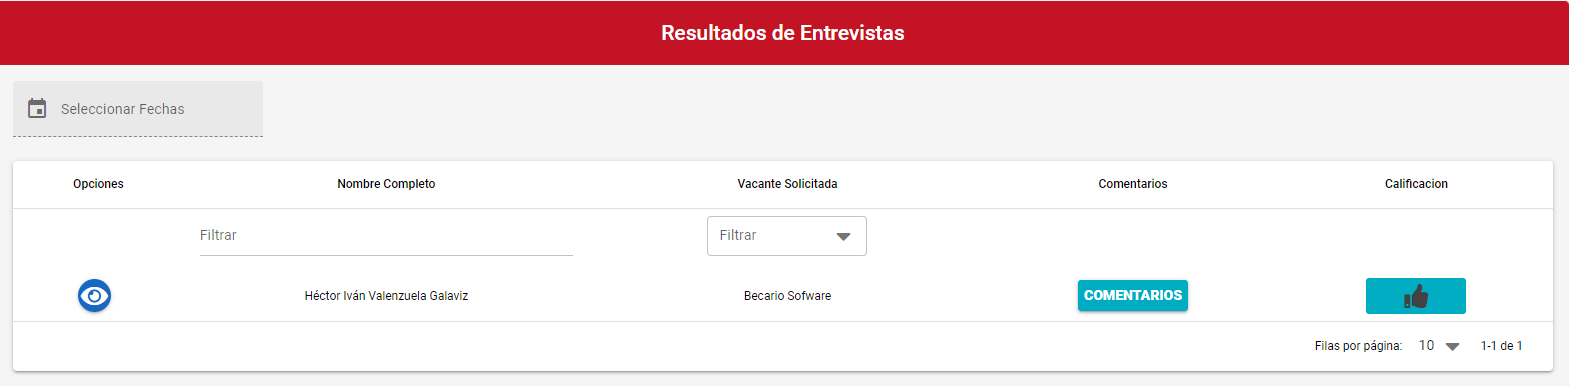 Resultados de Entrevistas
Seleccionar Fechas
Opciones Nombre Completo Vacante Solicitada Comentarios Calificacion
Filtrar Filtrar
Héctor Iván Valenzuela Galaviz Becario Sofware COMENTARIOS
Filas por página: 10 1-1 de 1